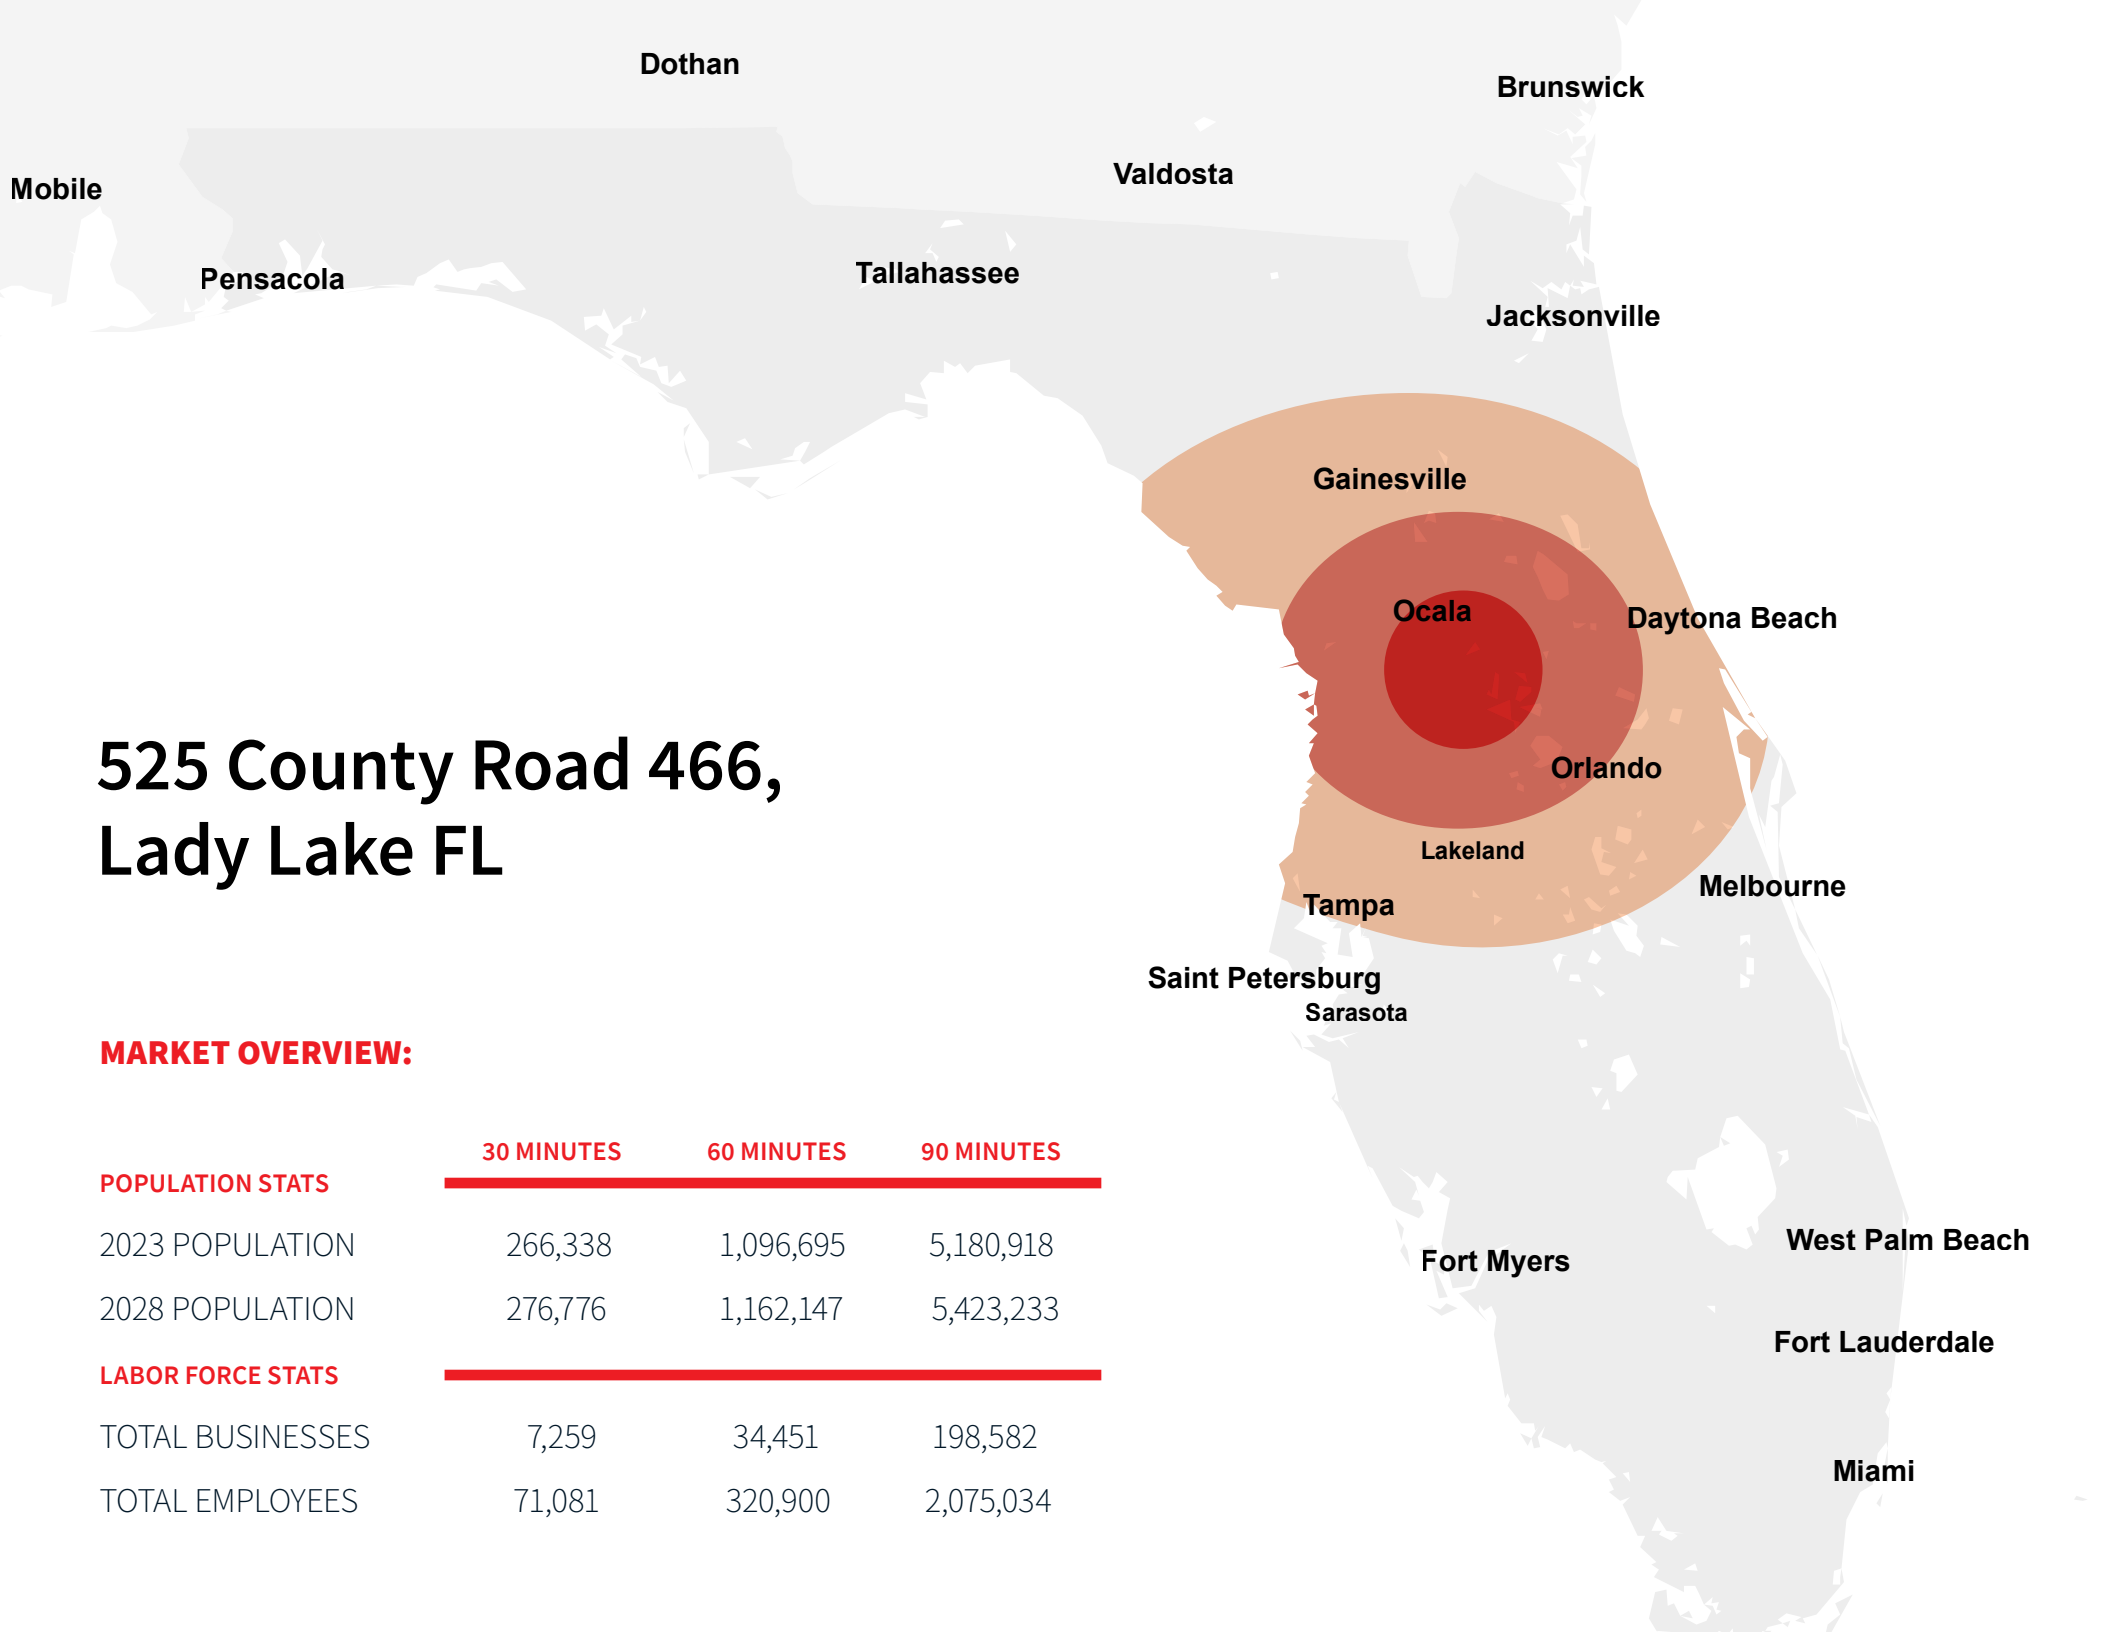 Dothan
Brunswick
Valdosta
Mobile
Tallahassee
Pensacola
Jacksonville
Gainesville
Ocala
Daytona Beach
Orlando
Lakeland
Melbourne
Tampa
Saint Petersburg
Sarasota
West Palm Beach
Fort Myers
Fort Lauderdale
Miami
525 County Road 466,
Lady Lake FL
MARKET OVERVIEW:
30 MINUTES 60 MINUTES 90 MINUTES
POPULATION STATS
2023 POPULATION 266,338 1,096,695 5,180,918
2028 POPULATION 276,776 1,162,147 5,423,233
LABOR FORCE STATS
TOTAL BUSINESSES 7,259 34,451 198,582
TOTAL EMPLOYEES 71,081 320,900 2,075,034